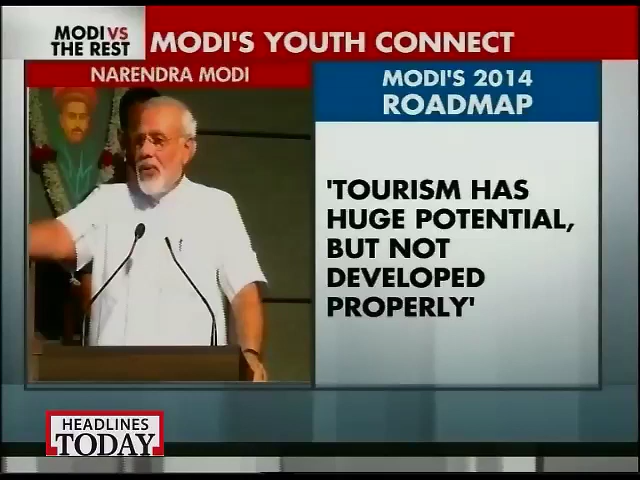 MODI VS
THE REST
MODI'S YOUTH CONNECT
NARENDRA MODI
MODI'S 2014
ROADMAP
'TOURISM HAS
HUGE POTENTIAL,
BUT NOT
DEVELOPED
PROPERLY'
HEADLINES
TODAY